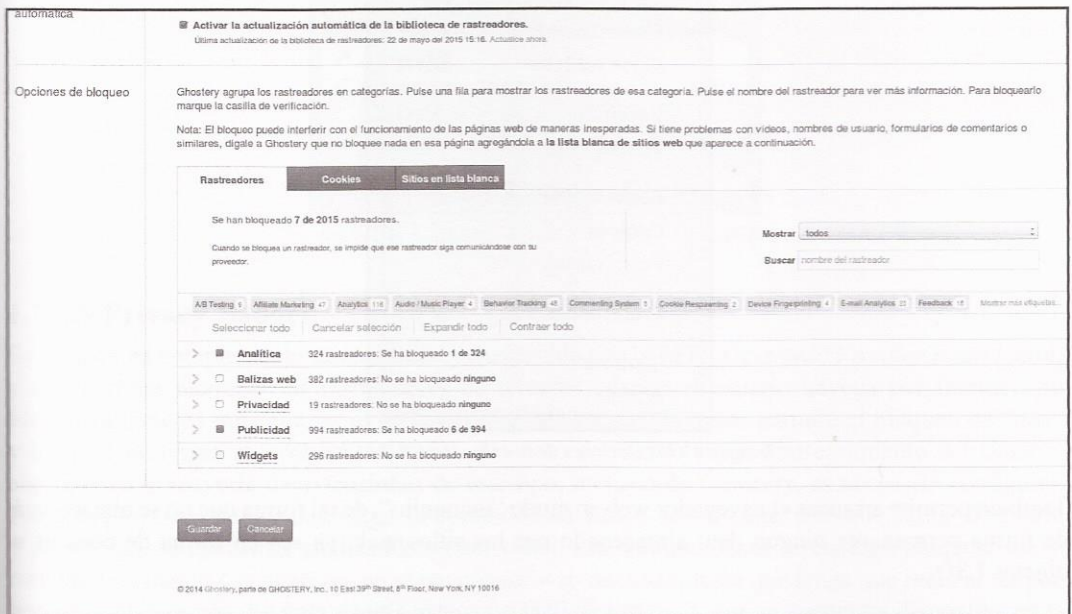 automática
Activar la actualización automática de la biblioteca de rastreadores.
Última actualización de la biblioteca de rastreadores: 22 de mayo del 2015 15:16. Actualice ahora.
Opciones de bloqueo
Ghostery agrupa los rastreadores en categorías. Pulse una fila para mostrar los rastreadores de esa categoría. Pulse el nombre del rastreador para ver más información. Para bloquearlo
marque la casilla de verificación.
Nota: El bloqueo puede interferir con el funcionamiento de las páginas web de maneras inesperadas. Si tiene problemas con videos, nombres de usuario, formularios de comentarios o
similares, dígale a Ghostery que no bloquee nada en esa página agregándola a la lista blanca de sitios web que aparece a continuación.
Rastreadores Cookies Sitios en lista blanca
Se han bloqueado 7 de 2015 rastreadores.
Cuando se bloquea un rastreador, se impide que ese rastreador siga comunicándose con su
proveedor.
Mostrar todos
Buscar nombre del rastreador
A/B Testing Affiliate Marketing 47 Analytics 116 Audio / Music Player 4 Behavior Tracking 48 Commenting System Cookie Respawning 2 Device Fingerprinting 4 E-mail Analytics Feedback Mostrar más etiquetas...
Seleccionar todo Cancelar selección Expandir todo Contraer todo
Analítica 324 rastreadores: Se ha bloqueado 1 de 324
Balizas web 382 rastreadores: No se ha bloqueado ninguno
Privacidad 19 rastreadores: No se ha bloqueado ninguno
Publicidad 994 rastreadores: Se ha bloqueado 6 de 994
Widgets 296 rastreadores: No se ha bloqueado ninguno
Guardar Cancelar
© 2014 Ghostery, parte de GHOSTERY, Inc. 10 East 39th Street, 8th Floor, New York, NY 10016